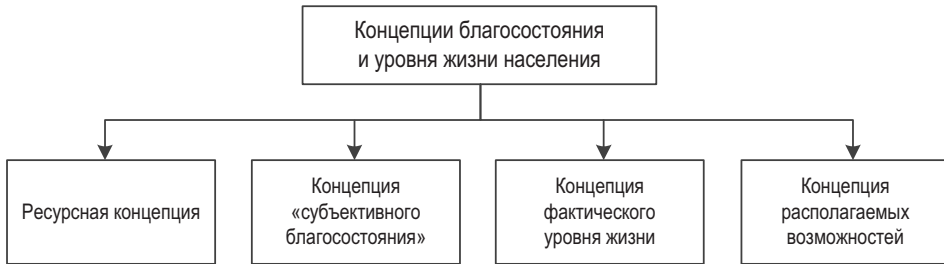 Концепции благосостояния
и уровня жизни населения
Ресурсная концепция
Концепция
«субъективного
благосостояния»
Концепция
фактического
уровня жизни
Концепция
располагаемых
возможностей